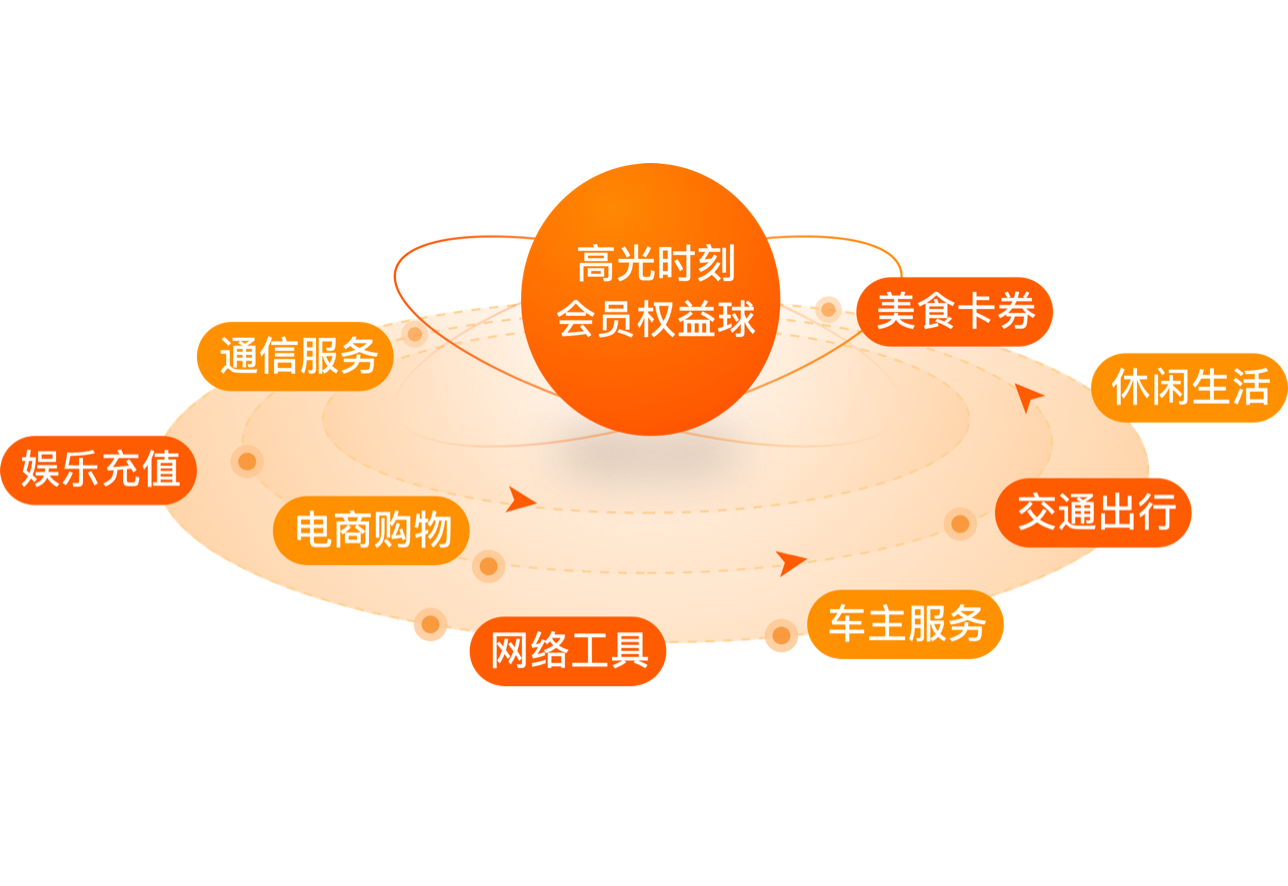 高光时刻
会员权益球
美食卡券
通信服务
休闲生活
娱乐充值
交通出行
电商购物
车主服务
网络工具